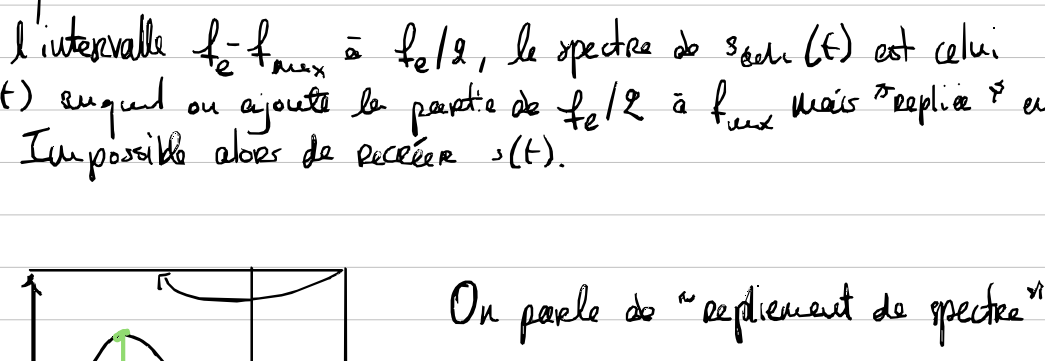 l'intervalle fe - fmax à fe/2, le spectre de séch (t) est celui
t) auquel on ajoute la partie de fe/2 à fmax mais "repliée" en
Impossible alors de recréer s(t).
On parle de "repliement de spectre"